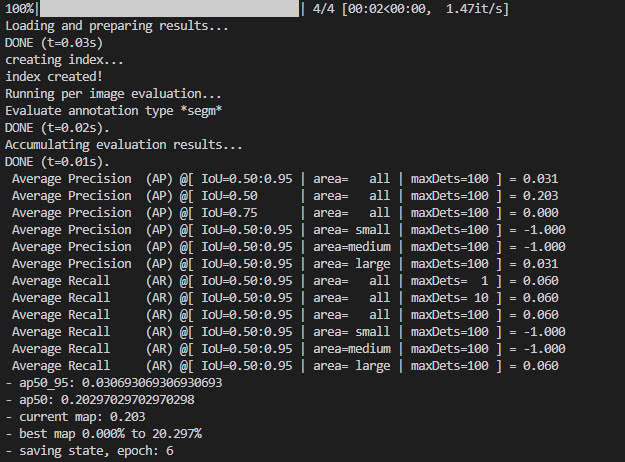 100%|██████████| 4/4 [00:02<00:00,  1.47it/s]
Loading and preparing results...
DONE (t=0.03s)
creating index...
index created!
Running per image evaluation...
Evaluate annotation type *segm*
DONE (t=0.02s).
Accumulating evaluation results...
DONE (t=0.01s).
 Average Precision  (AP) @[ IoU=0.50:0.95 | area=   all | maxDets=100 ] = 0.031
 Average Precision  (AP) @[ IoU=0.50      | area=   all | maxDets=100 ] = 0.203
 Average Precision  (AP) @[ IoU=0.75      | area=   all | maxDets=100 ] = 0.000
 Average Precision  (AP) @[ IoU=0.50:0.95 | area= small | maxDets=100 ] = -1.000
 Average Precision  (AP) @[ IoU=0.50:0.95 | area=medium | maxDets=100 ] = -1.000
 Average Precision  (AP) @[ IoU=0.50:0.95 | area= large | maxDets=100 ] = 0.031
 Average Recall     (AR) @[ IoU=0.50:0.95 | area=   all | maxDets=  1 ] = 0.060
 Average Recall     (AR) @[ IoU=0.50:0.95 | area=   all | maxDets= 10 ] = 0.060
 Average Recall     (AR) @[ IoU=0.50:0.95 | area=   all | maxDets=100 ] = 0.060
 Average Recall     (AR) @[ IoU=0.50:0.95 | area= small | maxDets=100 ] = -1.000
 Average Recall     (AR) @[ IoU=0.50:0.95 | area=medium | maxDets=100 ] = -1.000
 Average Recall     (AR) @[ IoU=0.50:0.95 | area= large | maxDets=100 ] = 0.060
- ap50_95: 0.030693069306930693
- ap50: 0.20297029702970298
- current map: 0.203
- best map 0.000% to 20.297%
- saving state, epoch: 6